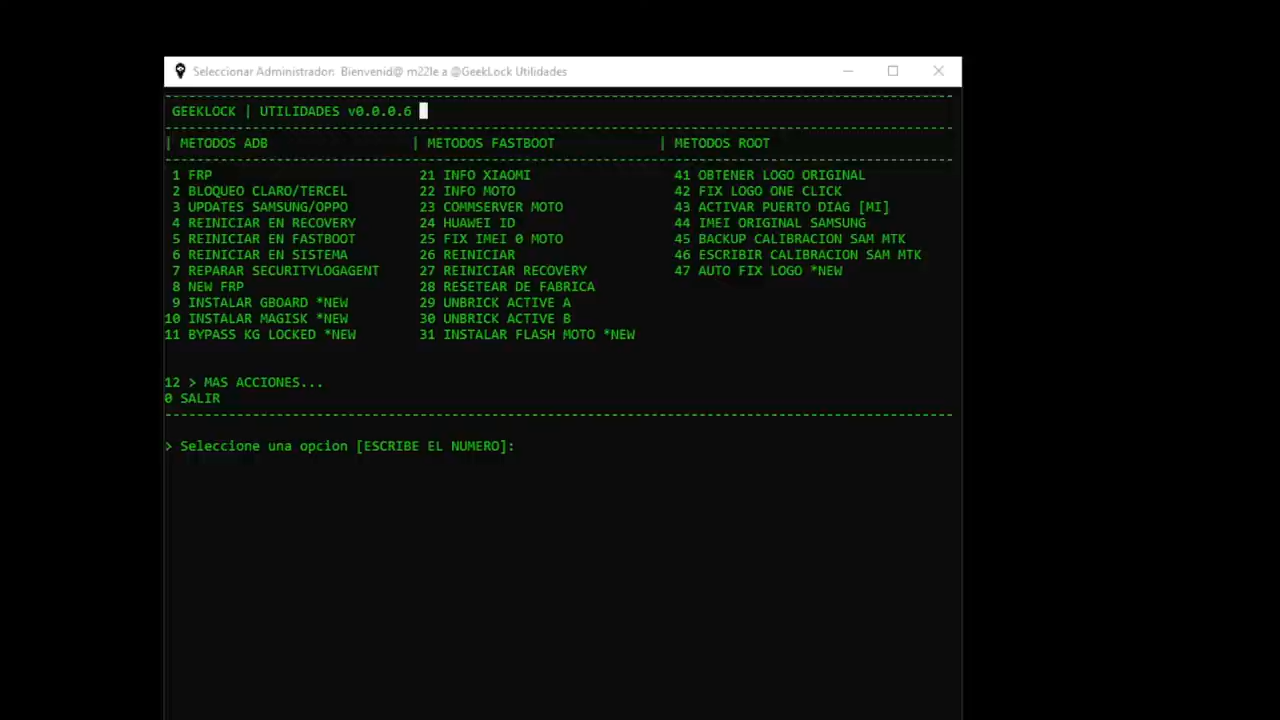 Seleccionar Administrador: Bienvenid@ m22le a @GeekLock Utilidades
GEEKLOCK | UTILIDADES v0.0.0.6
| METODOS ADB | METODOS FASTBOOT | METODOS ROOT
1 FRP 21 INFO XIAOMI 41 OBTENER LOGO ORIGINAL
2 BLOQUEO CLARO/TERCEL 22 INFO MOTO 42 FIX LOGO ONE CLICK
3 UPDATES SAMSUNG/OPPO 23 COMMSERVER MOTO 43 ACTIVAR PUERTO DIAG [MI]
4 REINICIAR EN RECOVERY 24 HUAWEI ID 44 IMEI ORIGINAL SAMSUNG
5 REINICIAR EN FASTBOOT 25 FIX IMEI 0 MOTO 45 BACKUP CALIBRACION SAM MTK
6 REINICIAR EN SISTEMA 26 REINICIAR 46 ESCRIBIR CALIBRACION SAM MTK
7 REPARAR SECURITYLOGAGENT 27 REINICIAR RECOVERY 47 AUTO FIX LOGO *NEW
8 NEW FRP 28 RESETEAR DE FABRICA
9 INSTALAR GBOARD *NEW 29 UNBRICK ACTIVE A
10 INSTALAR MAGISK *NEW 30 UNBRICK ACTIVE B
11 BYPASS KG LOCKED *NEW 31 INSTALAR FLASH MOTO *NEW
12 > MAS ACCIONES...
0 SALIR
> Seleccione una opcion [ESCRIBE EL NUMERO]: